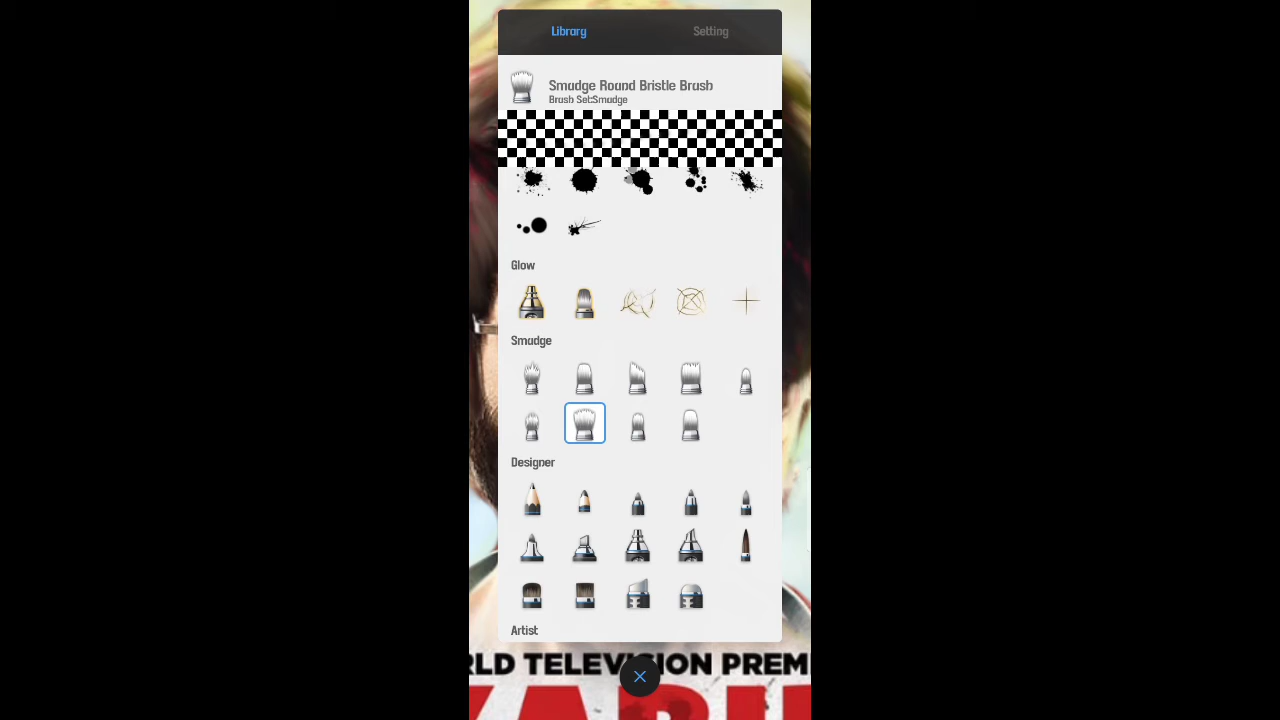 Library Setting
Smudge Round Bristle Brush
Brush Set:Smudge
Glow
Smudge
Designer
Artist
RLD TELEVISION PREM